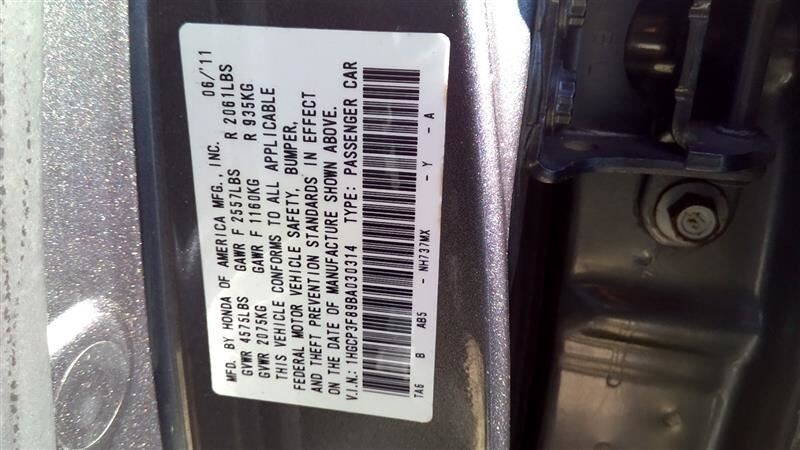 MFD. BY HONDA OF AMERICA MFG., INC. 06/'11
GVWR 4575LBS GAWR F 2557LBS R 2061LBS
GVWR 2075KG GAWR F 1160KG R 935KG
THIS VEHICLE CONFORMS TO ALL APPLICABLE
FEDERAL MOTOR VEHICLE SAFETY, BUMPER,
AND THEFT PREVENTION STANDARDS IN EFFECT
ON THE DATE OF MANUFACTURE SHOWN ABOVE.
V.I.N.: 1HGCP3F89BA030314 TYPE: PASSENGER CAR
TA6 B AB5 - NH737MX - Y - A